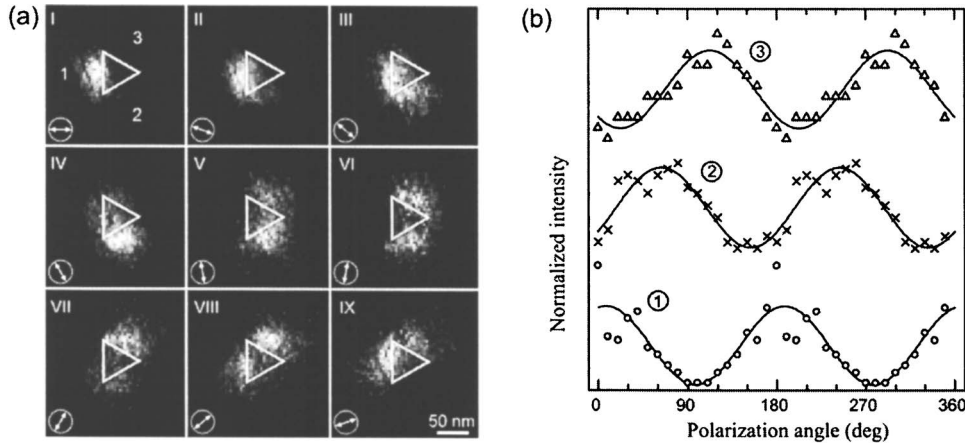 (a)
I
II
III
3
1
2
IV
V
VI
VII
VIII
IX
50 nm
(b)
Normalized intensity
③
②
①
0 90 180 270 360
Polarization angle (deg)